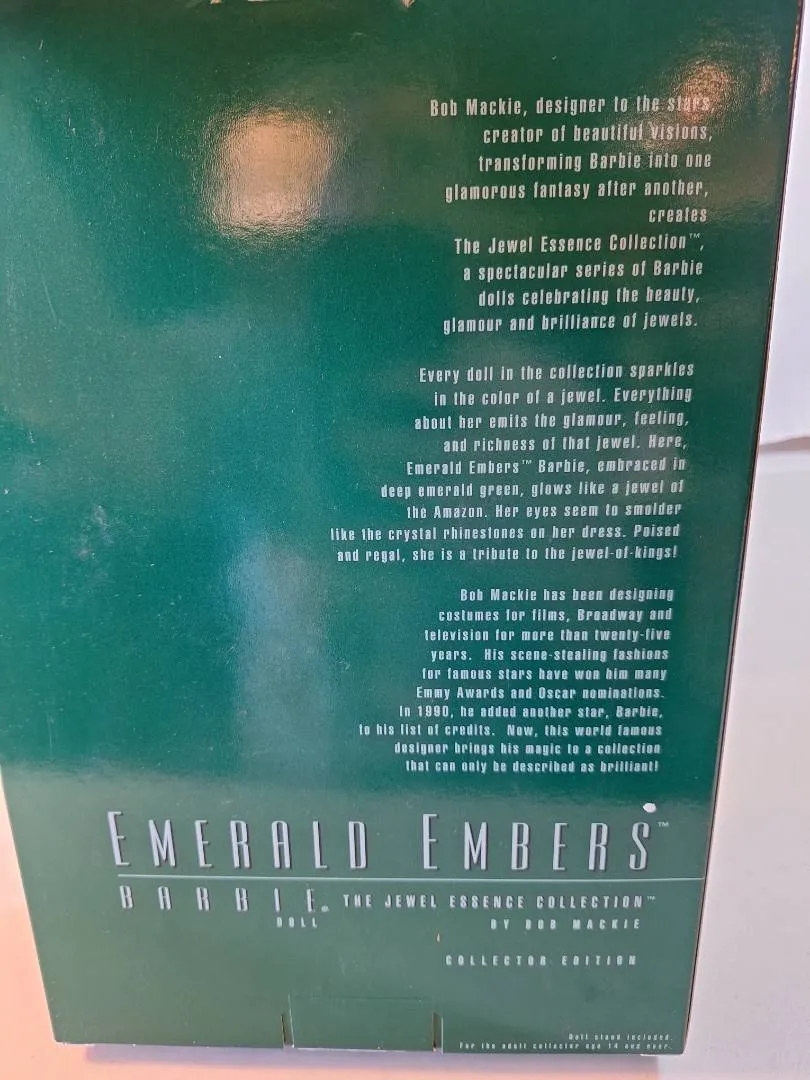 Bob Mackie, designer to the stars,
creator of beautiful visions,
transforming Barbie into one
glamorous fantasy after another,
creates
The Jewel Essence Collection™,
a spectacular series of Barbie
dolls celebrating the beauty,
glamour and brilliance of jewels.
Every doll in the collection sparkles
in the color of a jewel. Everything
about her emits the glamour, feeling,
and richness of that jewel. Here,
Emerald Embers™ Barbie, embraced in
deep emerald green, glows like a jewel of
the Amazon. Her eyes seem to smolder
like the crystal rhinestones on her dress. Poised
and regal, she is a tribute to the jewel-of-kings!
Bob Mackie has been designing
costumes for films, Broadway and
television for more than twenty-five
years. His scene-stealing fashions
for famous stars have won him many
Emmy Awards and Oscar nominations.
In 1990, he added another star, Barbie,
to his list of credits. Now, this world famous
designer brings his magic to a collection
that can only be described as brilliant!
EMERALD EMBERS™
BARBIE® THE JEWEL ESSENCE COLLECTION™
DOLL BY BOB MACKIE
COLLECTOR EDITION
Doll stand included.
For the adult collector age 14 and over.